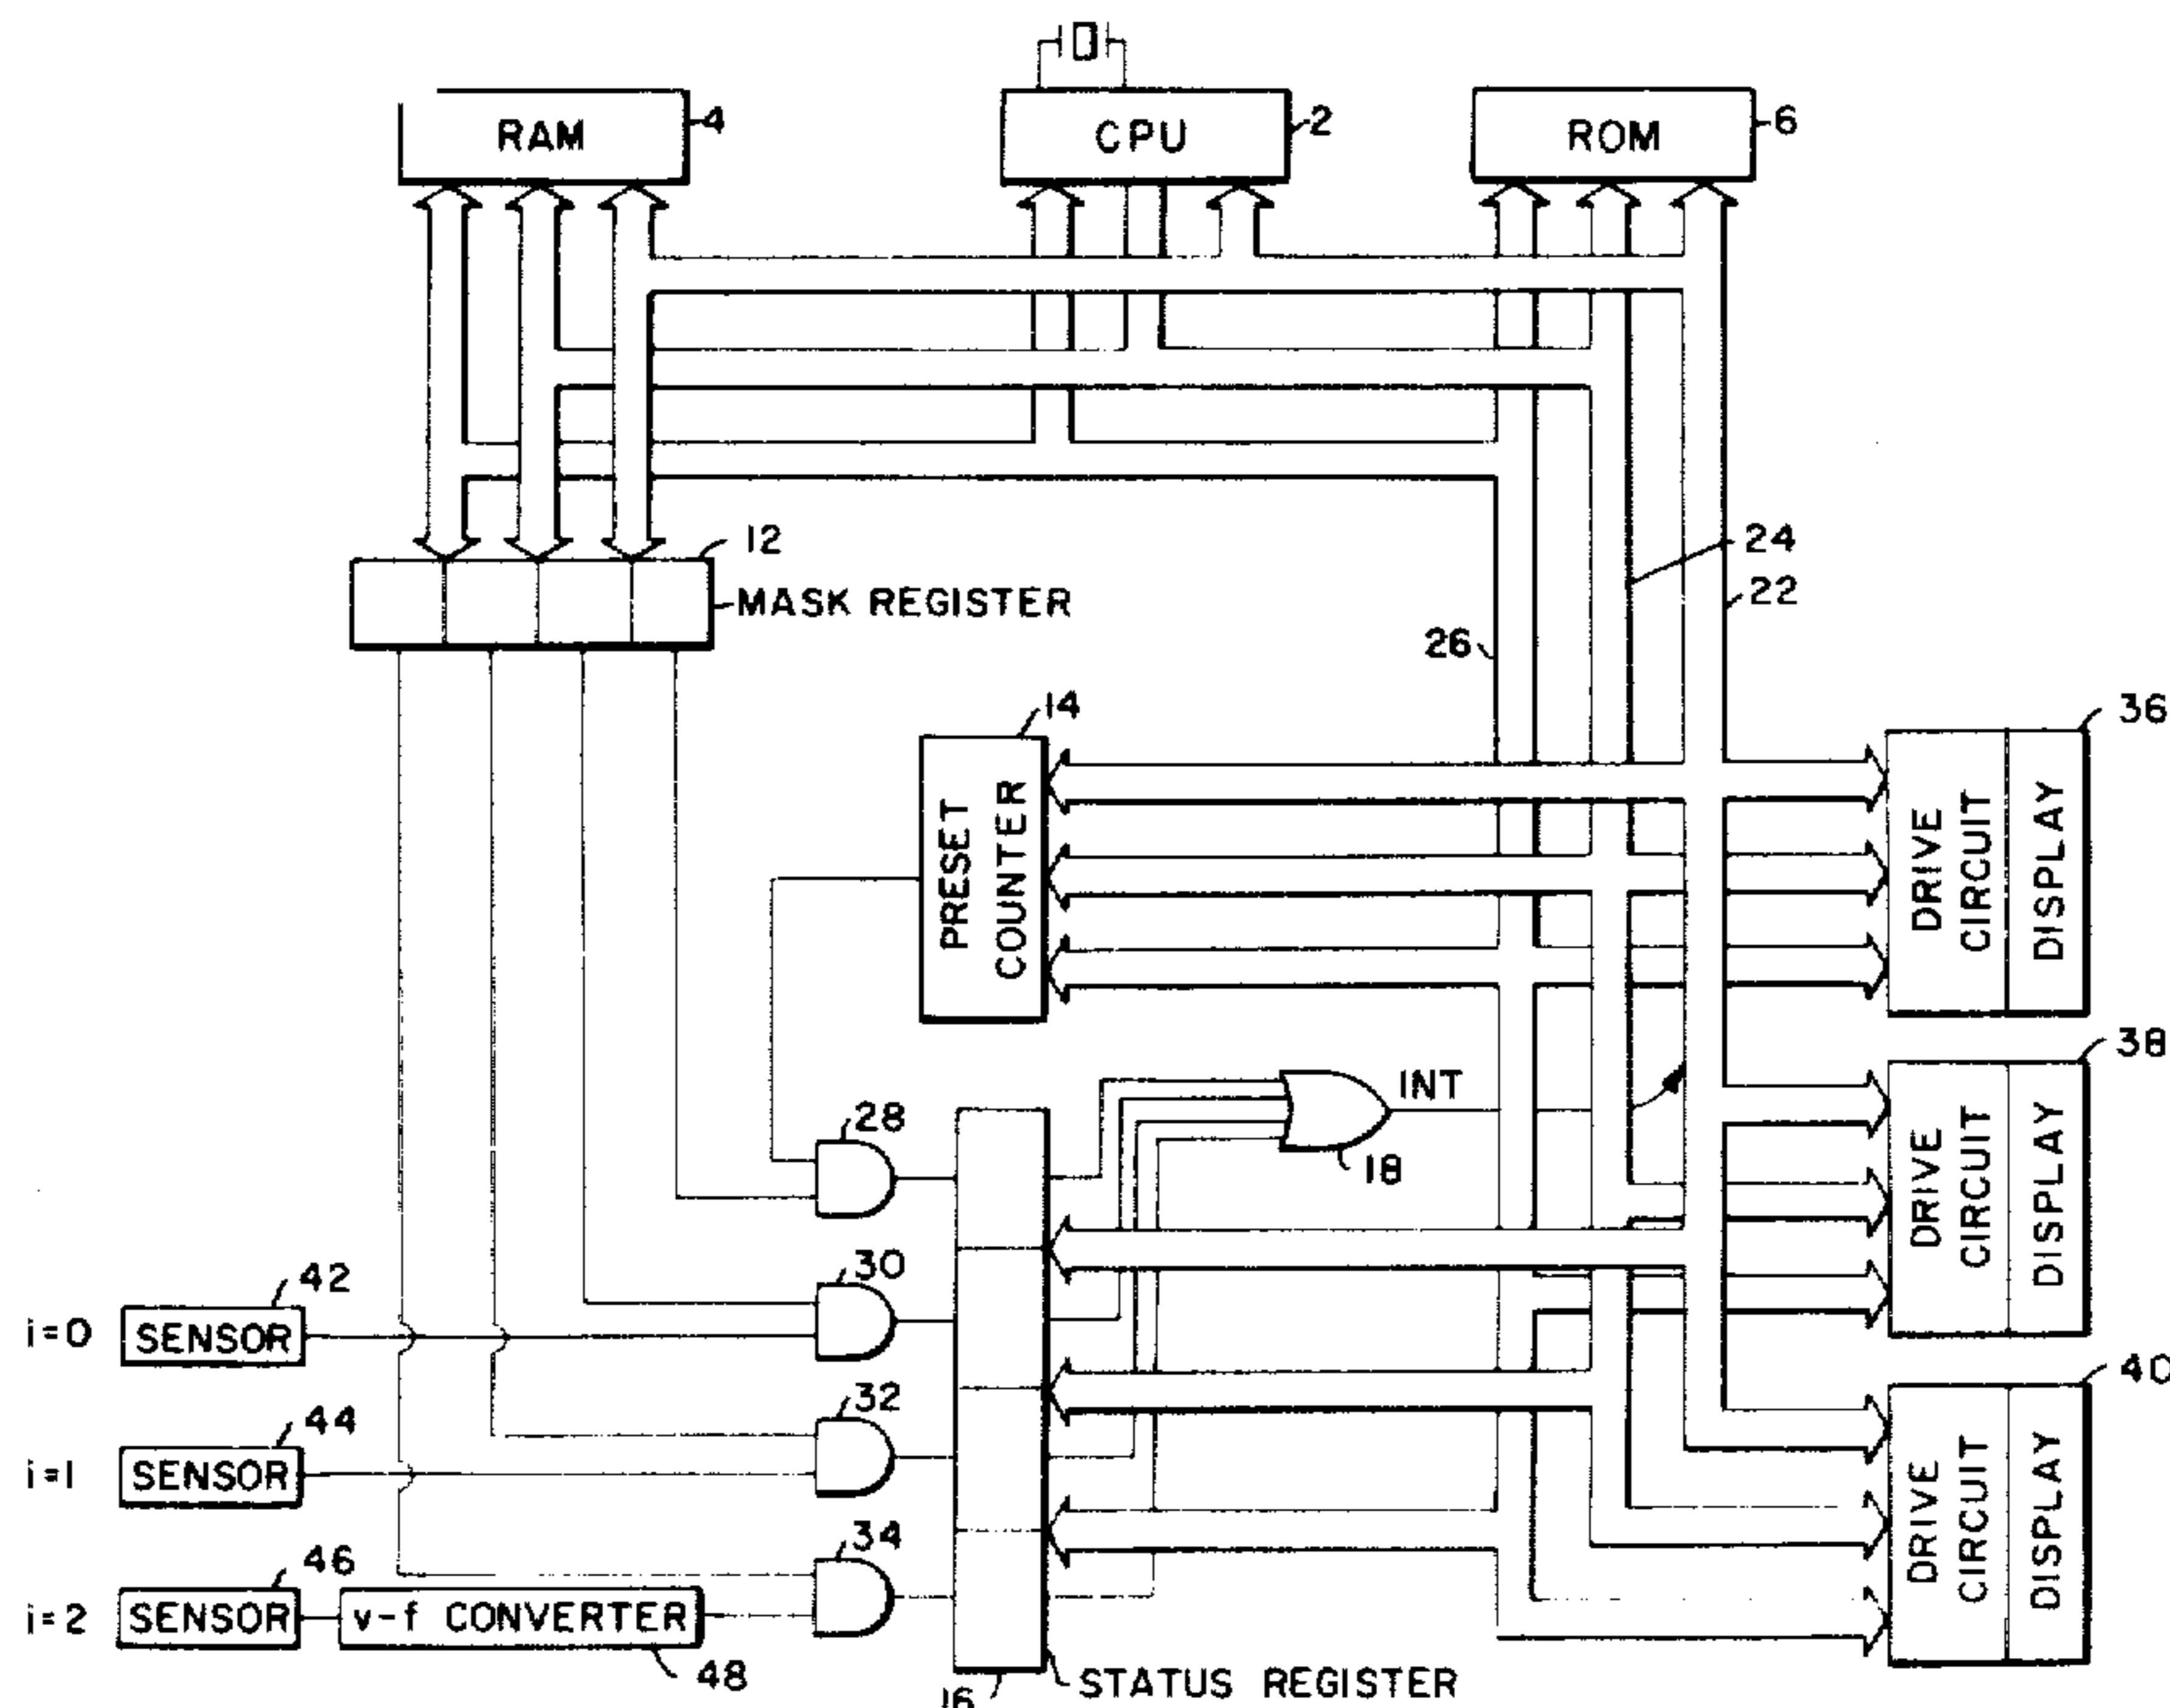 RAM
4
CPU
2
ROM
6
12
MASK REGISTER
24
22
26
14
PRESET
COUNTER
36
DRIVE
CIRCUIT
DISPLAY
28
INT
18
38
DRIVE
CIRCUIT
DISPLAY
i=0
SENSOR
42
30
i=1
SENSOR
44
32
40
DRIVE
CIRCUIT
DISPLAY
i=2
SENSOR
46
v-f CONVERTER
48
34
16
STATUS REGISTER